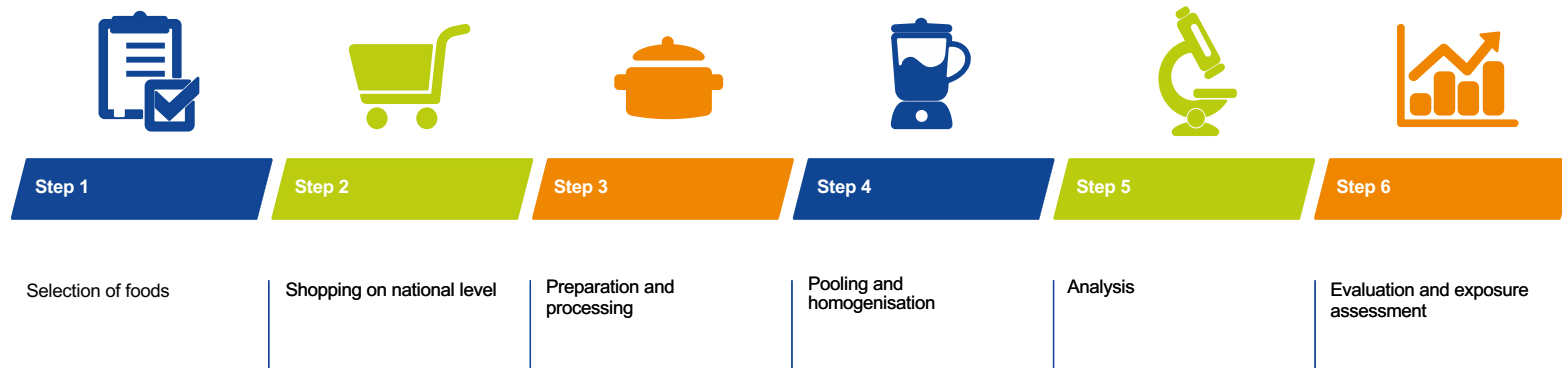 Step 1
Step 2
Step 3
Step 4
Step 5
Step 6
Selection of foods
Shopping on national level
Preparation and
processing
Pooling and
homogenisation
Analysis
Evaluation and exposure
assessment